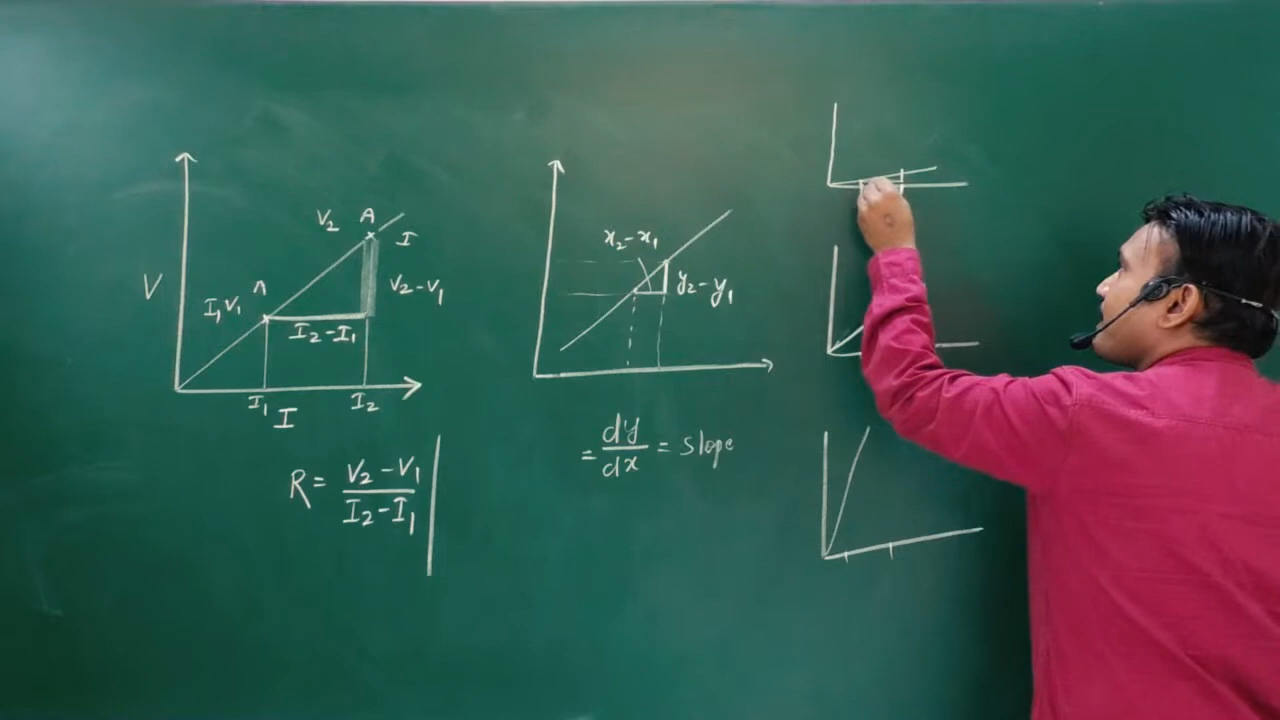 V₂ A
I
V
V₂-V₁
A
I₁V₁
I₂-I₁
I₁ I₂
I
R = V₂-V₁ / I₂-I₁
x₂-x₁
y₂-y₁
= dy / dx = slope